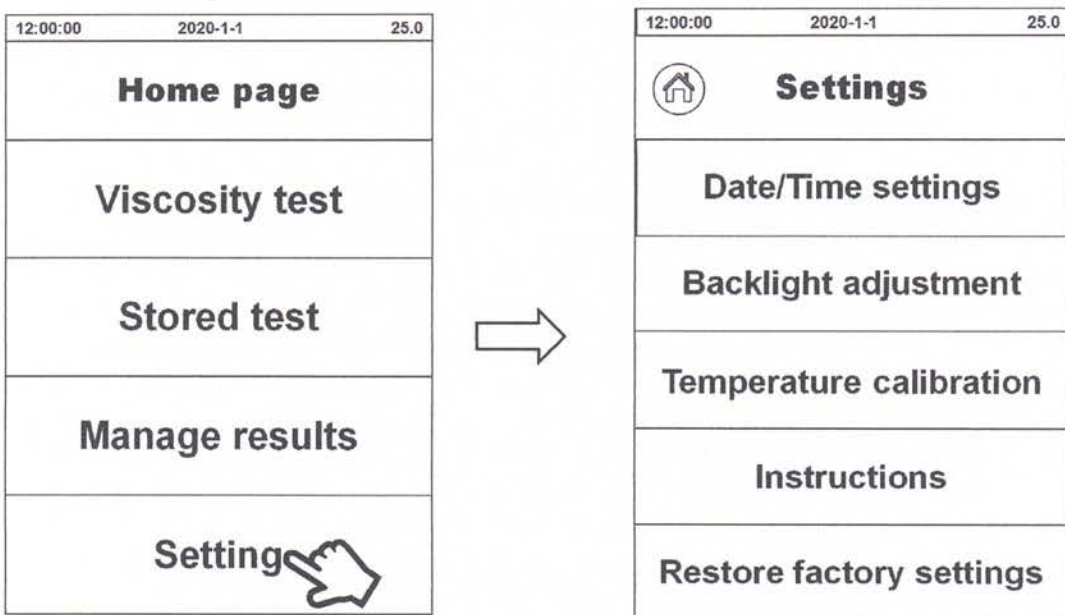 12:00:00 2020-1-1 25.0
Home page
Viscosity test
Stored test
Manage results
Setting
12:00:00 2020-1-1 25.0
Settings
Date/Time settings
Backlight adjustment
Temperature calibration
Instructions
Restore factory settings